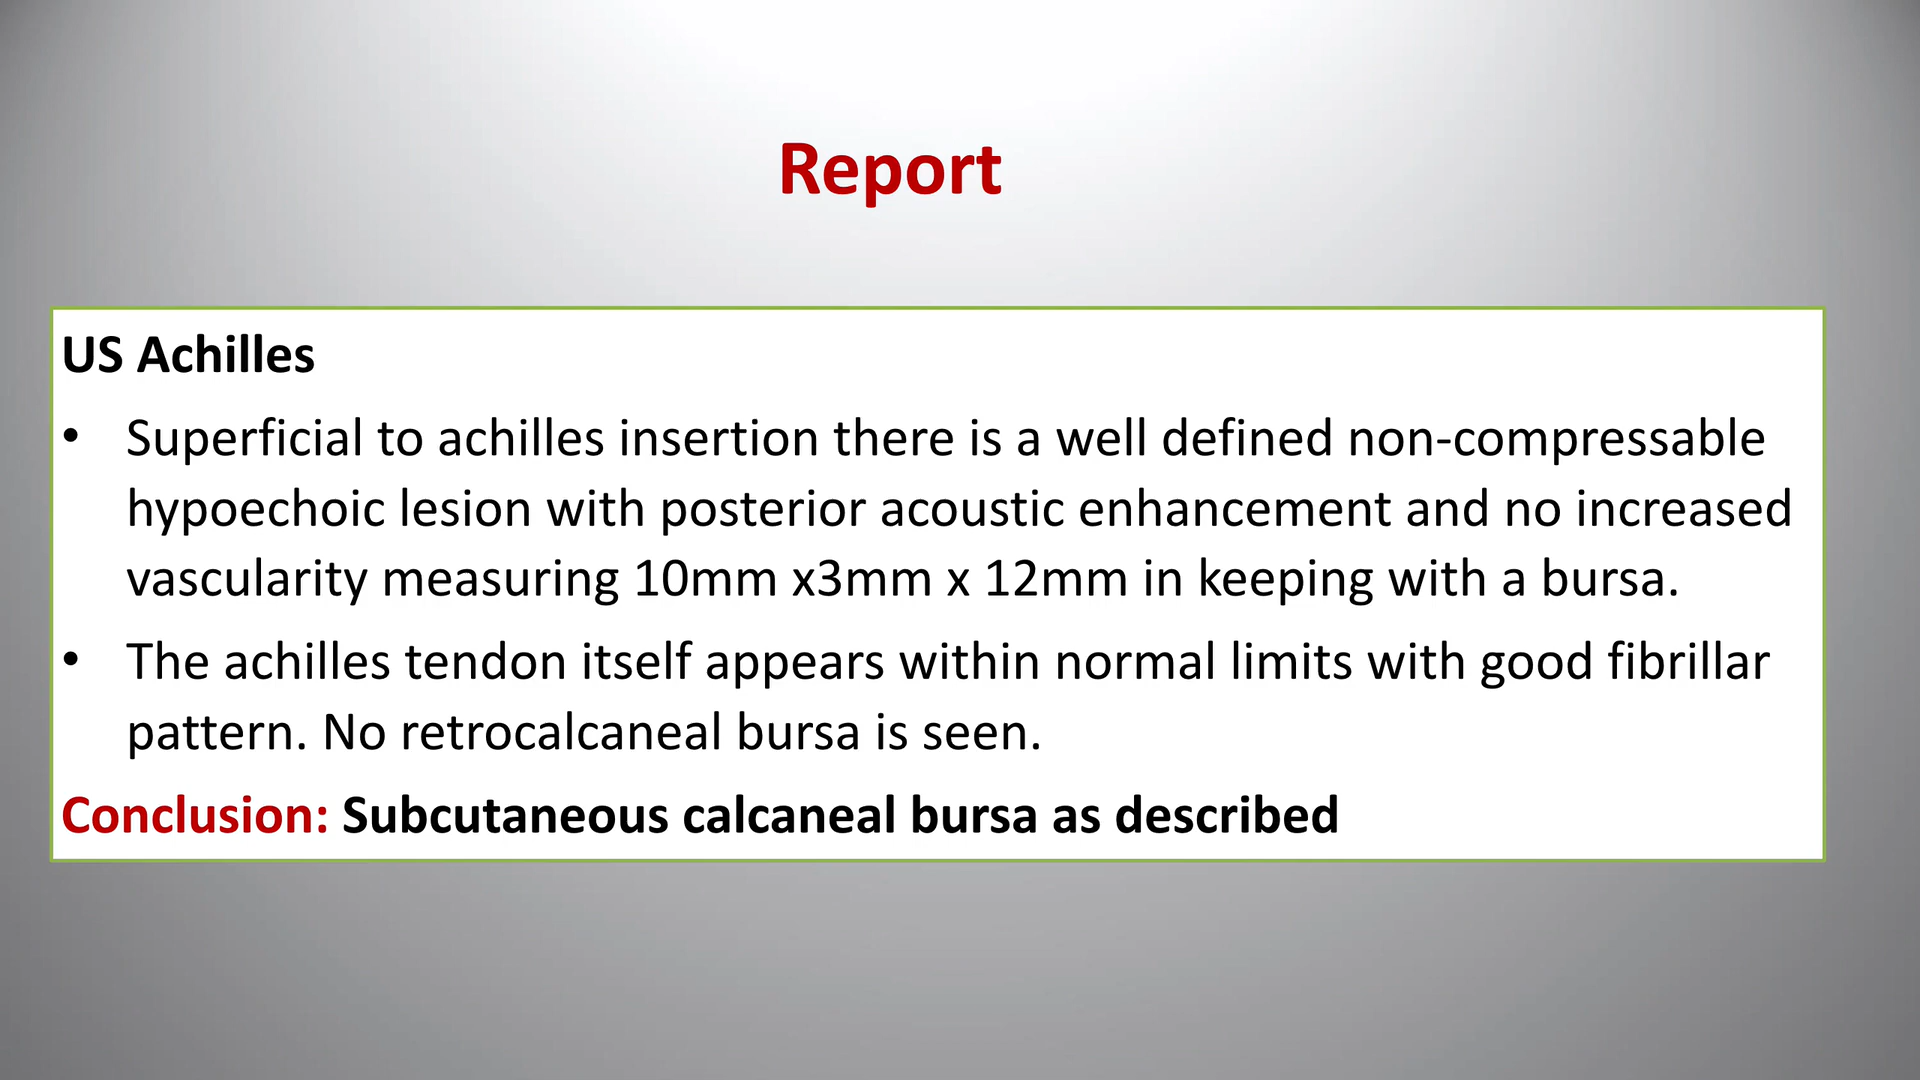 Report
US Achilles
• Superficial to achilles insertion there is a well defined non-compressable
hypoechoic lesion with posterior acoustic enhancement and no increased
vascularity measuring 10mm x3mm x 12mm in keeping with a bursa.
• The achilles tendon itself appears within normal limits with good fibrillar
pattern. No retrocalcaneal bursa is seen.
Conclusion: Subcutaneous calcaneal bursa as described